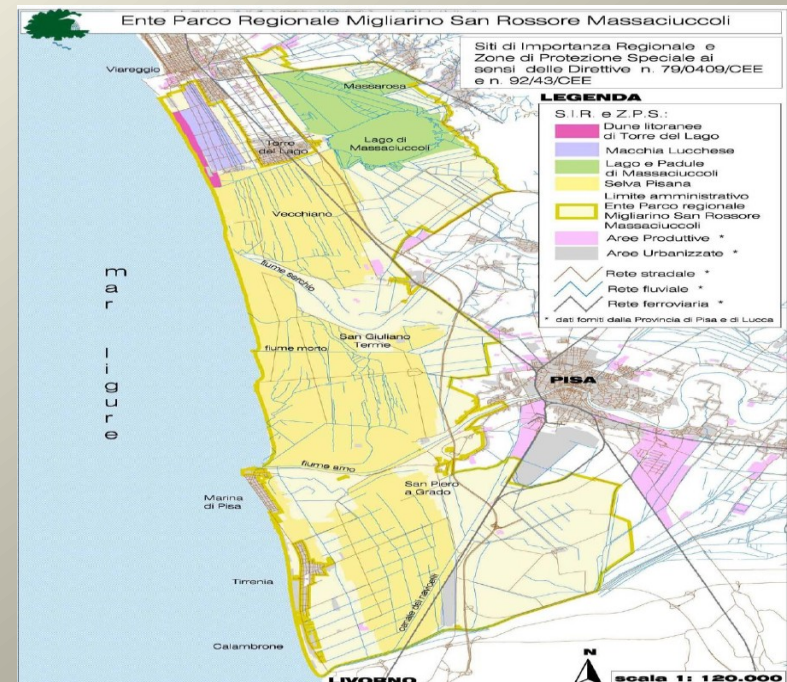 Ente Parco Regionale Migliarino San Rossore Massaciuccoli
Siti di Importanza Regionale e
Zone di Protezione Speciale ai
sensi delle Direttive n. 79/0409/CEE
e n. 92/43/CEE
LEGENDA
S.I.R. e Z.P.S.:
Dune litoranee
di Torre del Lago
Macchia Lucchese
Lago e Padule
di Massaciuccoli
Selva Pisana
Limite amministrativo
Ente Parco regionale
Migliarino San Rossore
Massaciuccoli
Aree Produttive *
Aree Urbanizzate *
Rete stradale *
Rete fluviale *
Rete ferroviaria *
* dati forniti dalla Provincia di Pisa e di Lucca
Viareggio
Massarosa
Torre
del Lago
Lago di
Massaciuccoli
Vecchiano
fiume serchio
mar ligure
San Giuliano
Terme
fiume morto
PISA
fiume arno
San Piero
a Grado
Marina
di Pisa
Tirrenia
canale dei navicelli
Calambrone
LIVORNO
N
scala 1: 120.000